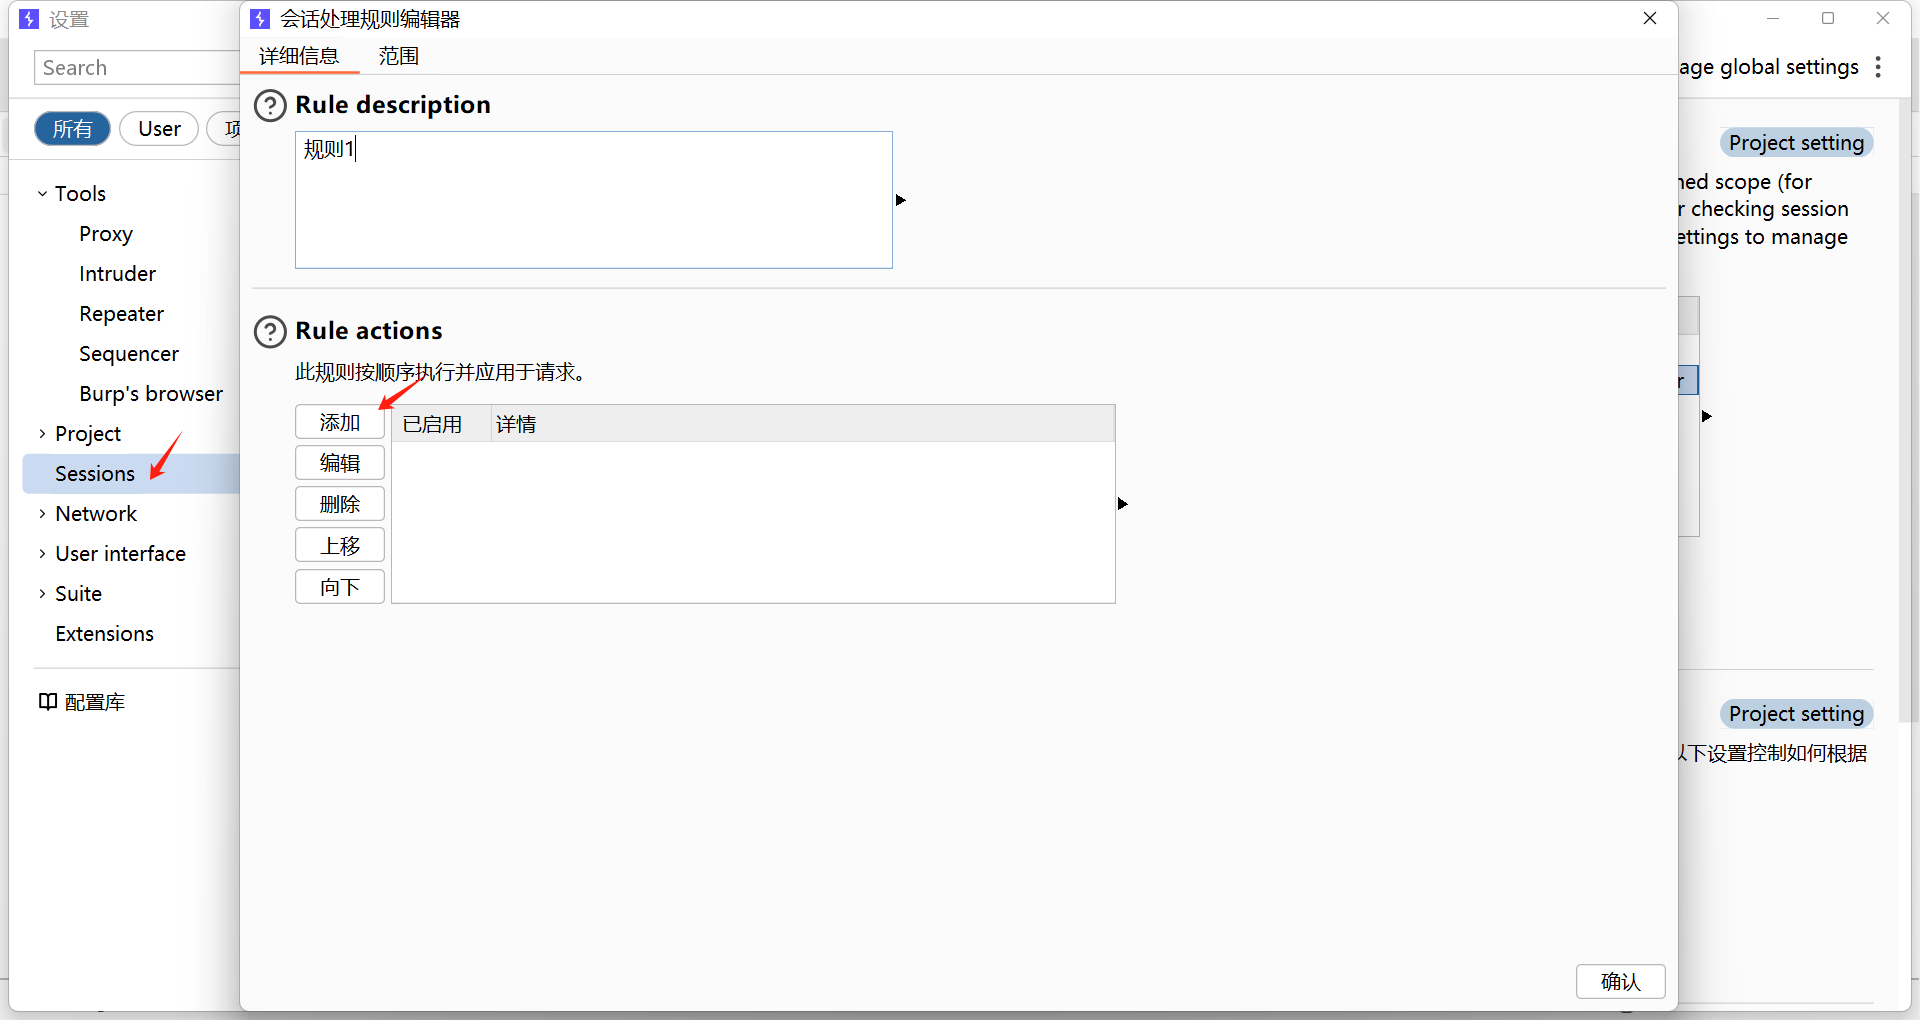 设置
会话处理规则编辑器
Search
详细信息
范围
age global settings
所有
User
Rule description
规则1
Project setting
ned scope (for
r checking session
ettings to manage
Tools
Proxy
Intruder
Repeater
Sequencer
Burp's browser
Project
Sessions
Network
User interface
Suite
Extensions
配置库
Rule actions
此规则按顺序执行并应用于请求。
添加
编辑
删除
上移
向下
已启用
详情
r
Project setting
以下设置控制如何根据
确认